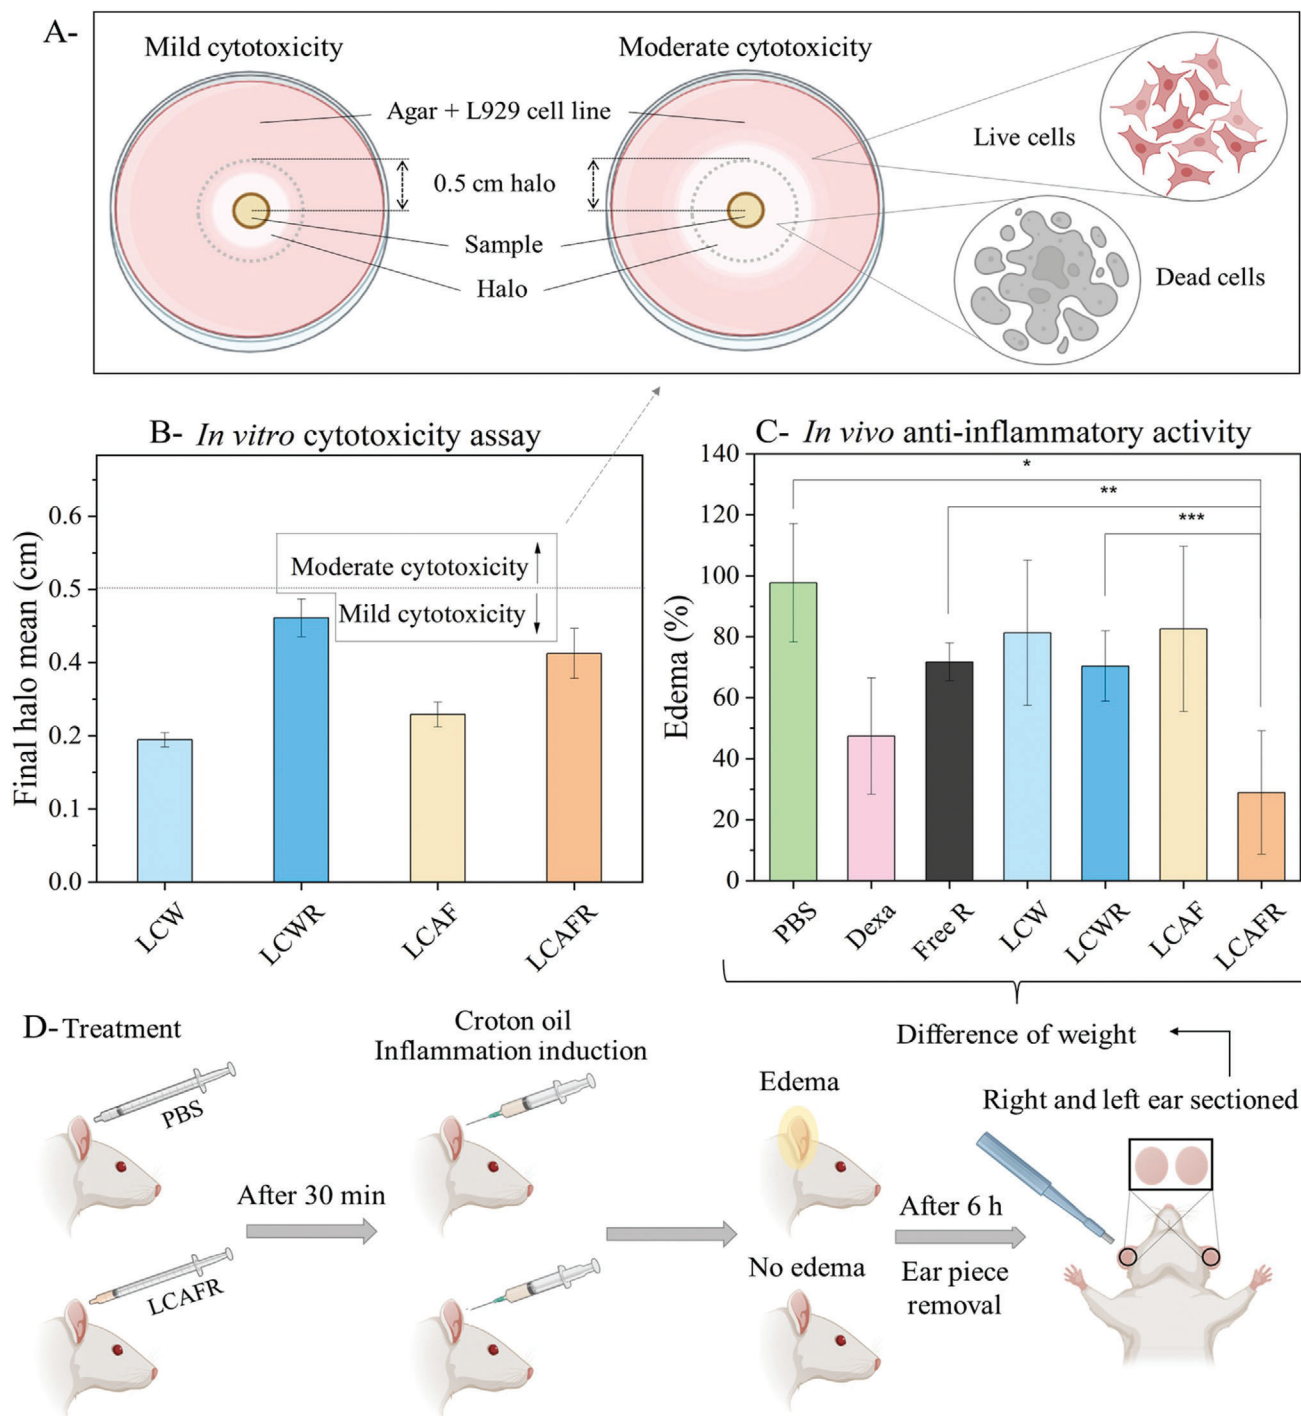 A-
Mild cytotoxicity
Moderate cytotoxicity
Agar + L929 cell line
0.5 cm halo
Sample
Halo
Live cells
Dead cells
B- In vitro cytotoxicity assay
Final halo mean (cm)
0.6
0.5
0.4
0.2
0.1
0.0
Moderate cytotoxicity
Mild cytotoxicity
LCW
LCWR
LCAF
LCAFR
C- In vivo anti-inflammatory activity
Edema (%)
140
120
100
80
60
40
20
0
*
**
***
PBS
Dexa
Free R
LCW
LCWR
LCAF
LCAFR
Difference of weight
D- Treatment
PBS
LCAFR
After 30 min
Croton oil
Inflammation induction
Edema
No edema
After 6 h
Ear piece
removal
Right and left ear sectioned